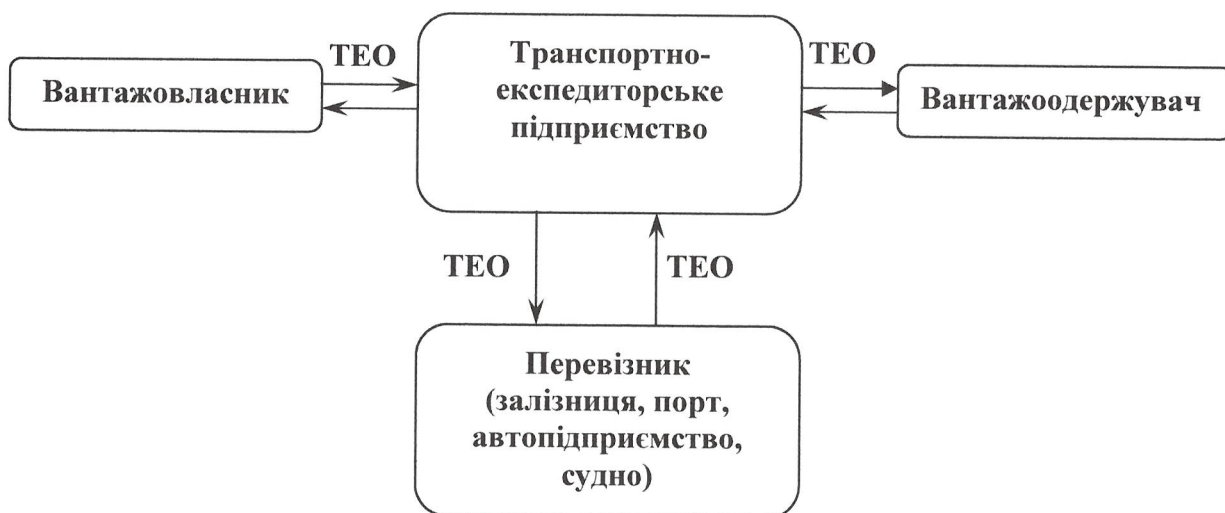 ТЕО
Транспортно-
експедиторське
підприємство
ТЕО
Вантажовласник
Вантажоодержувач
ТЕО
ТЕО
Перевізник
(залізниця, порт,
автопідприємство,
судно)